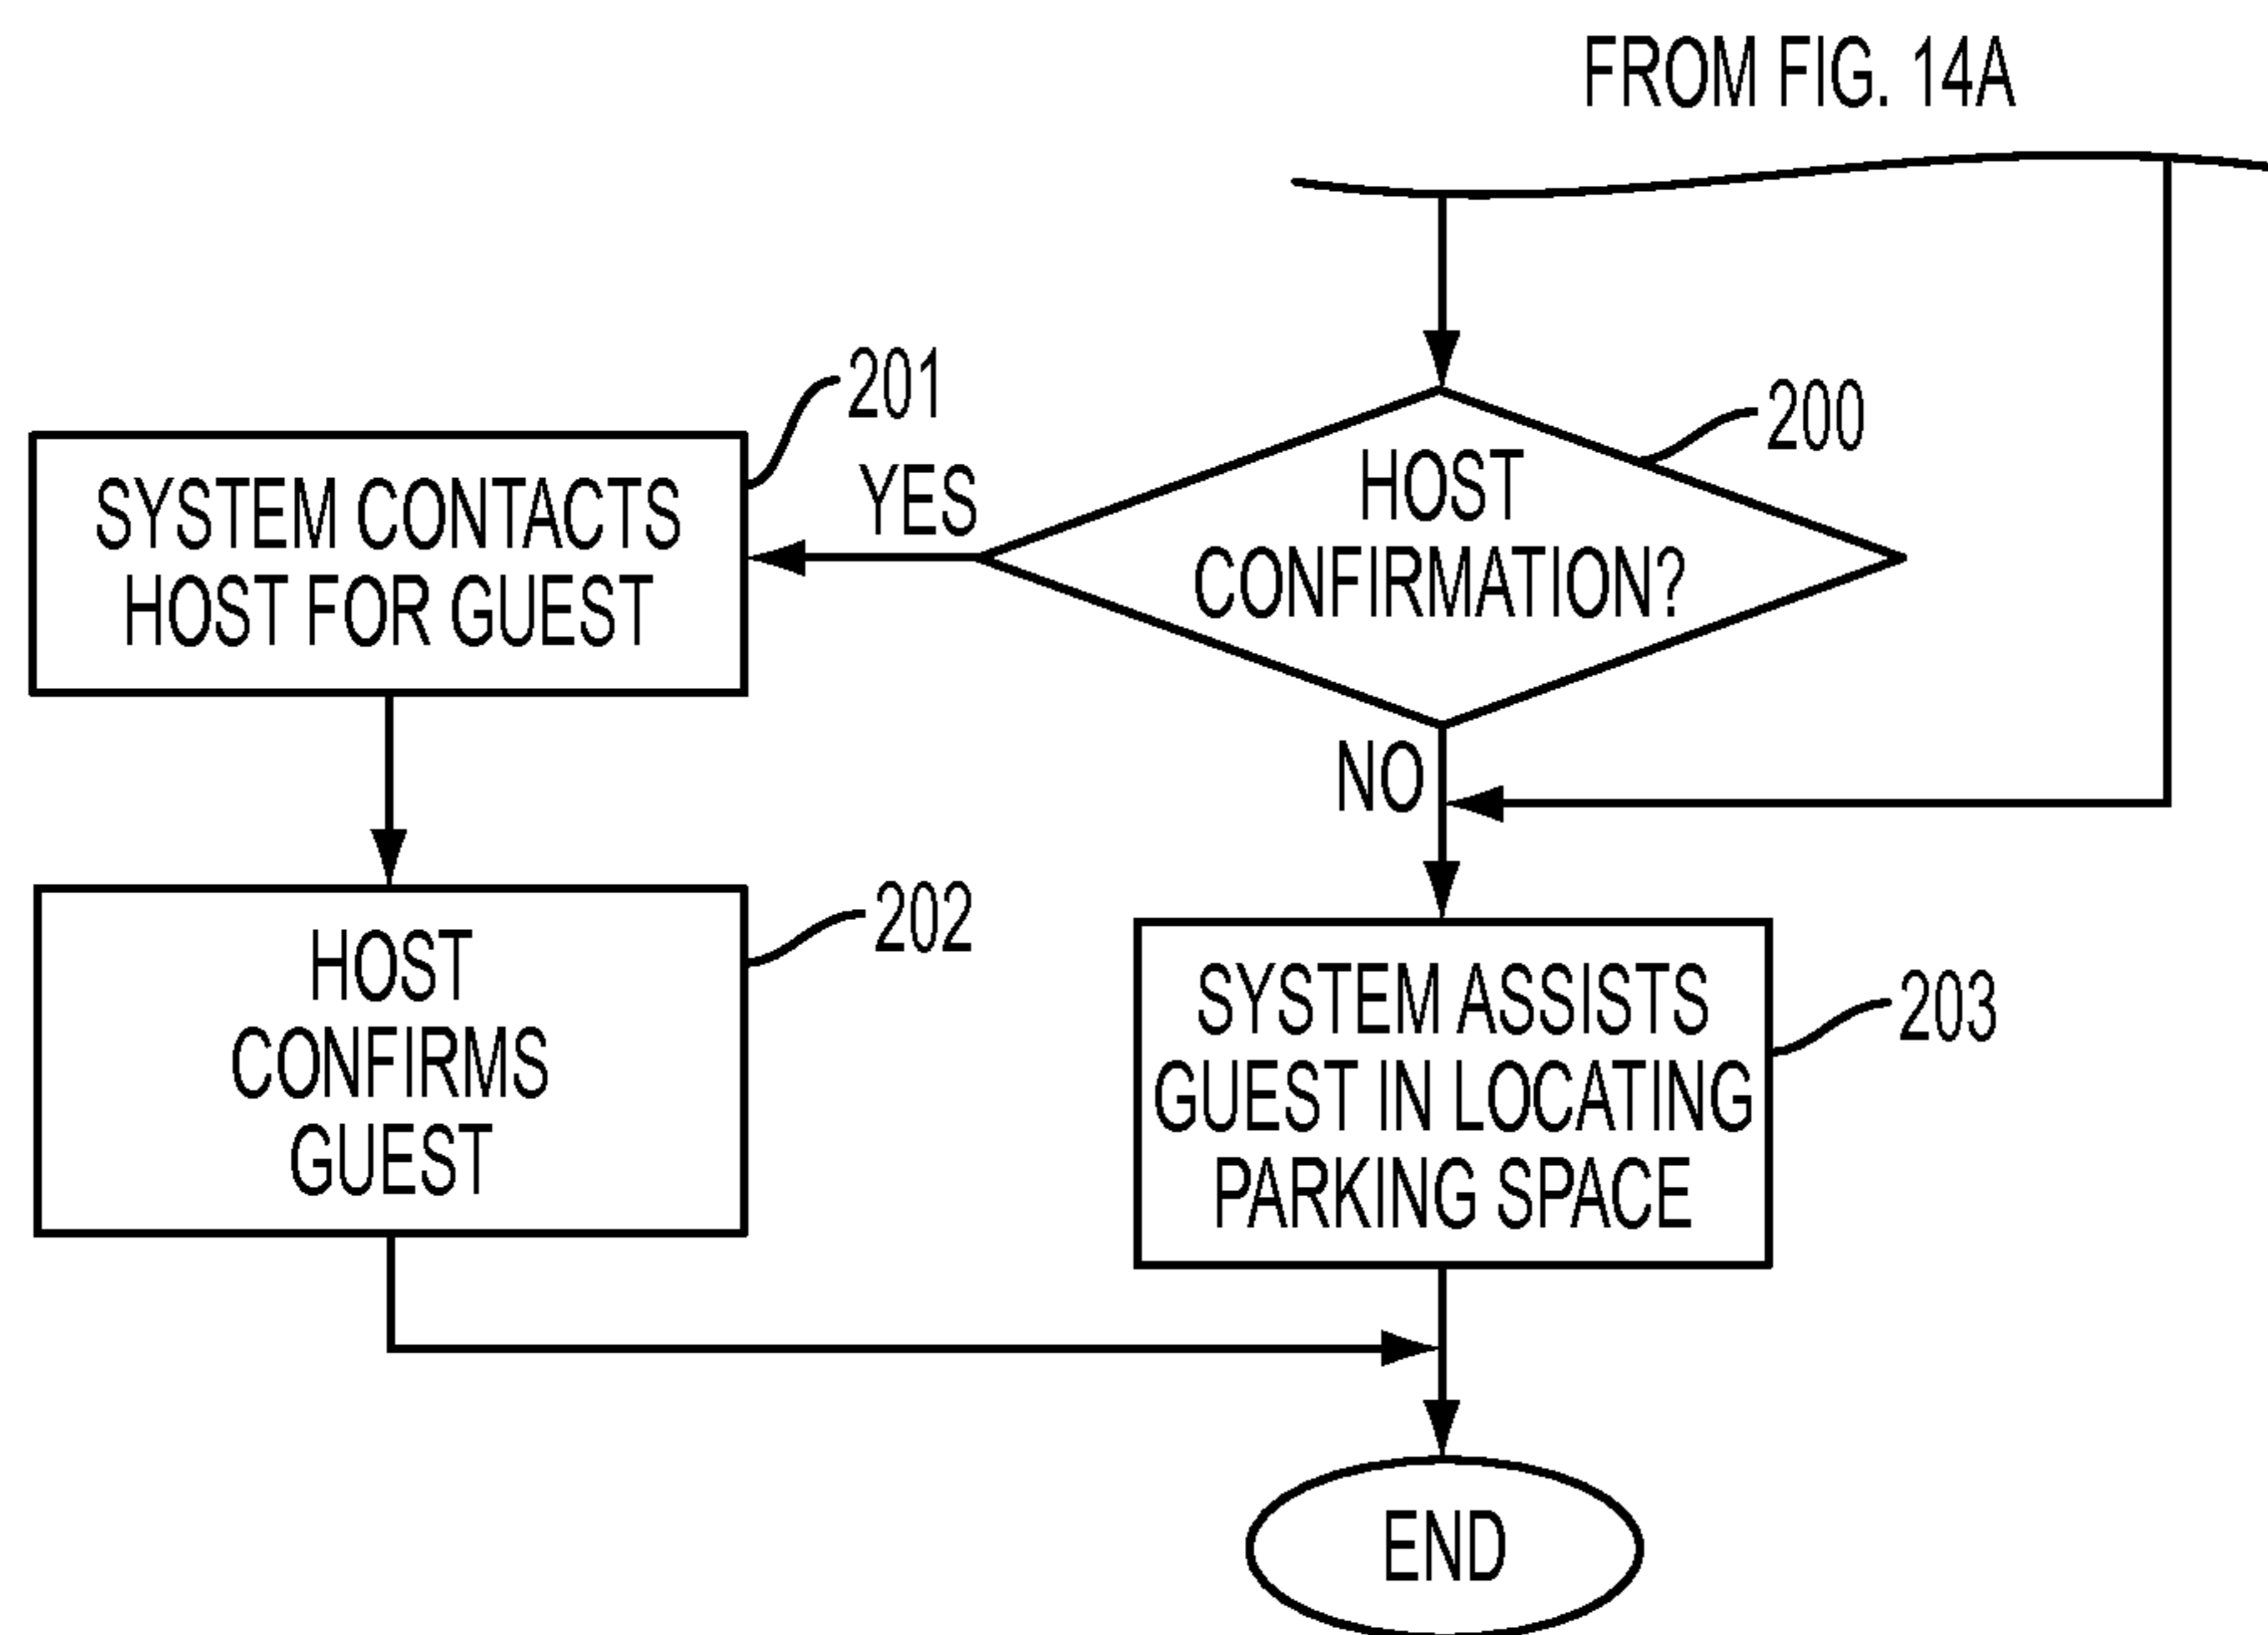 FROM FIG. 14A
201
200
YES
HOST
CONFIRMATION?
SYSTEM CONTACTS
HOST FOR GUEST
NO
202
HOST
CONFIRMS
GUEST
203
SYSTEM ASSISTS
GUEST IN LOCATING
PARKING SPACE
END